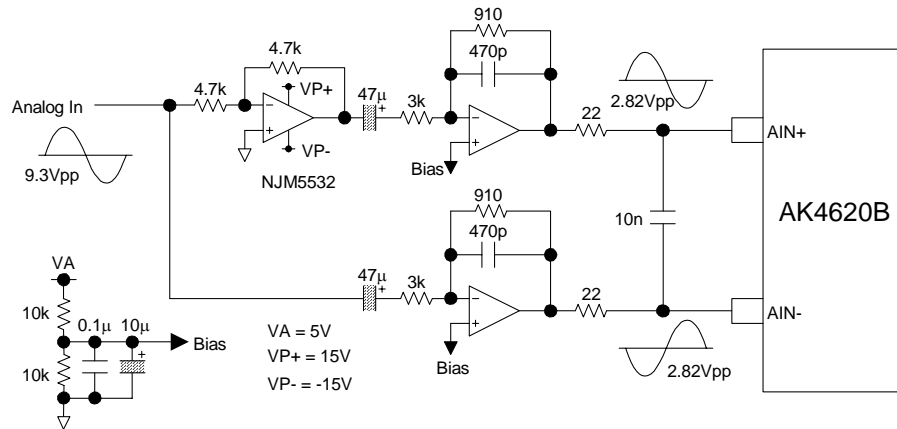 910
470p
4.7k
4.7k
VP+
47µ
+
3k
2.82Vpp
22
Analog In
−
+
−
+
AIN+
VP-
Bias
9.3Vpp
NJM5532
AK4620B
910
10n
470p
VA
47µ
+
3k
22
−
+
AIN-
10k
0.1µ
10µ
+
Bias
VA = 5V
Bias
VP+ = 15V
2.82Vpp
10k
VP- = -15V